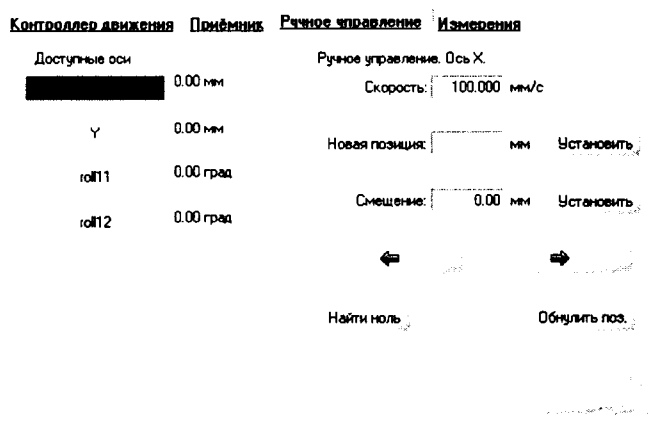 Контроллер движения Приёмник Ручное управление Измерения
Доступные оси
0.00 мм
Y 0.00 мм
roll11 0.00 град
roll12 0.00 град
Ручное управление. Ось X.
Скорость: 100.000 мм/с
Новая позиция: мм Установить
Смещение: 0.00 мм Установить
Найти ноль Обнулить поз.